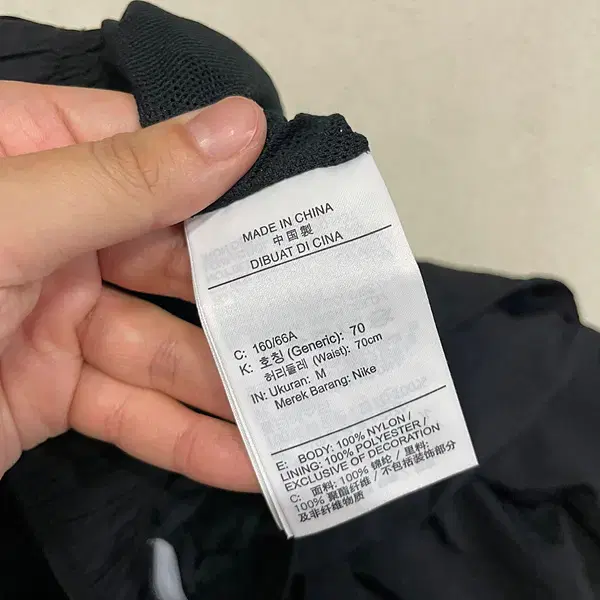 MADE IN CHINA
中国製
DIBUAT DI CINA
C: 160/66A
K: 호칭 (Generic): 70
허리둘레 (Waist): 70cm
IN: Ukuran: M
Merek Barang: Nike
E: BODY: 100% NYLON /
LINING: 100% POLYESTER /
EXCLUSIVE OF DECORATION
C: 面料: 100% 锦纶 / 里料:
100% 聚酯纤维 / 不包括装饰部分
及非纤维物质